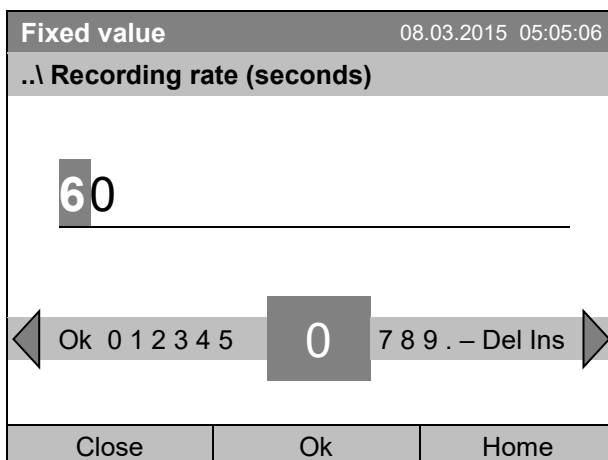 Fixed value 08.03.2015 05:05:06
..\ Recording rate (seconds)
60
Ok 0 1 2 3 4 5 0 7 8 9 . – Del Ins
Close Ok Home